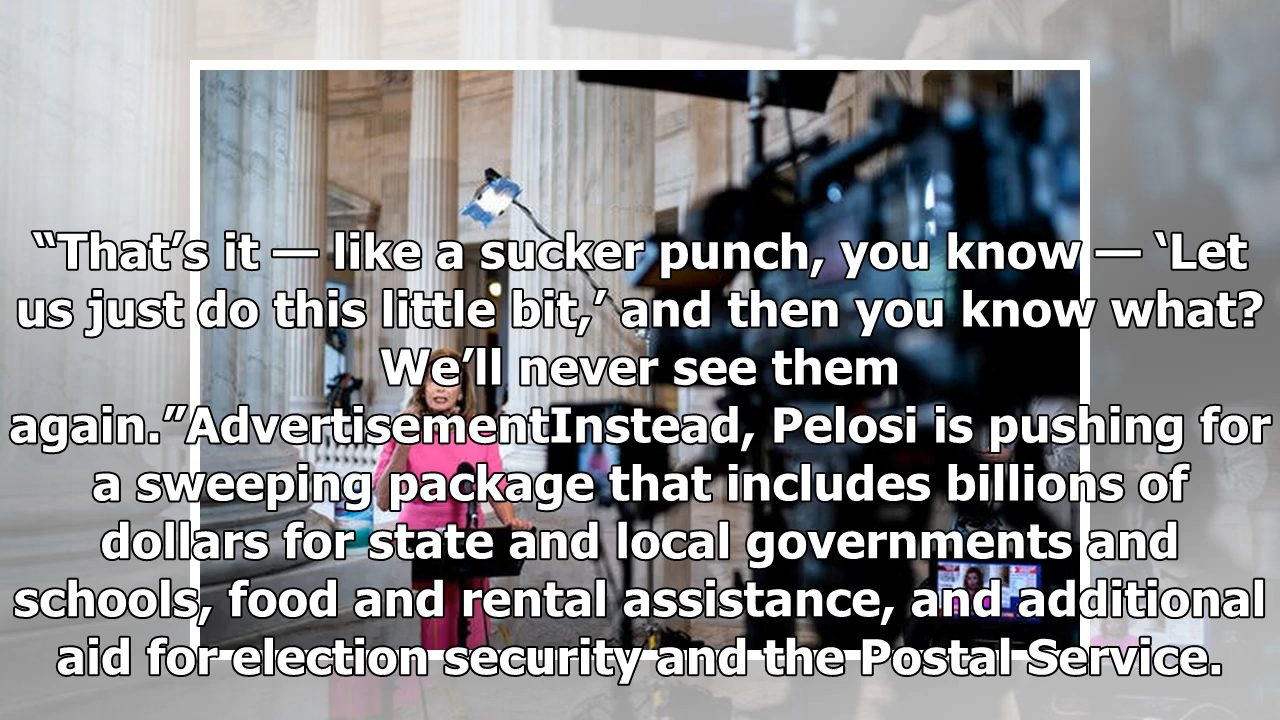 “That’s it — like a sucker punch, you know — ‘Let
us just do this little bit,’ and then you know what?
We’ll never see them
again.”AdvertisementInstead, Pelosi is pushing for
a sweeping package that includes billions of
dollars for state and local governments and
schools, food and rental assistance, and additional
aid for election security and the Postal Service.